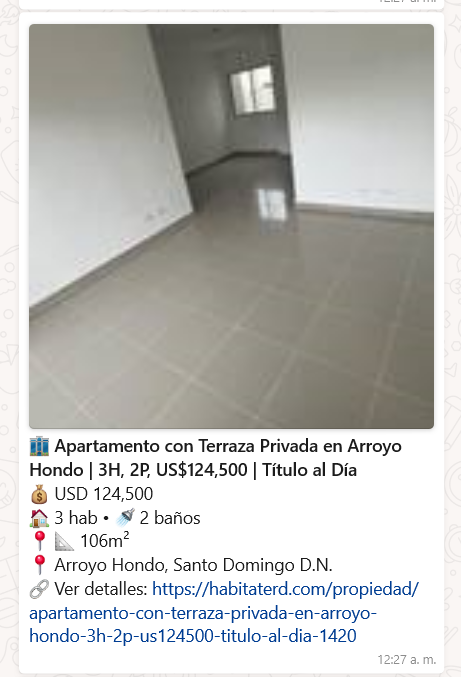 🏢 Apartamento con Terraza Privada en Arroyo
Hondo | 3H, 2P, US$124,500 | Título al Día
💰 USD 124,500
🏠 3 hab • 🚿 2 baños
📍 📐 106m²
📍 Arroyo Hondo, Santo Domingo D.N.
🔗 Ver detalles: https://habitaterd.com/propiedad/
apartamento-con-terraza-privada-en-arroyo-
hondo-3h-2p-us124500-titulo-al-dia-1420
12:27 a. m.